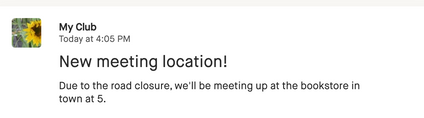 My Club
Today at 4:05 PM
New meeting location!
Due to the road closure, we'll be meeting up at the bookstore in
town at 5.